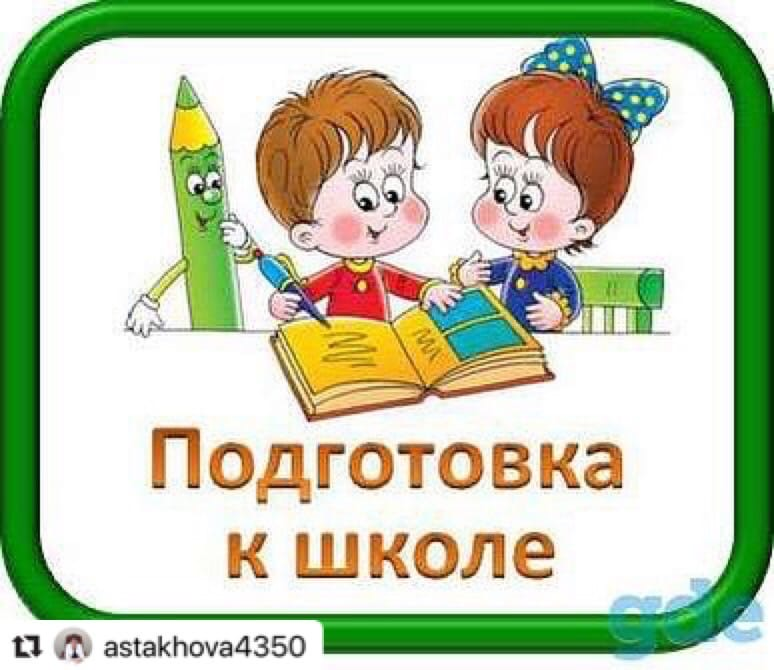 Подготовка
к школе
gde
astakhova4350